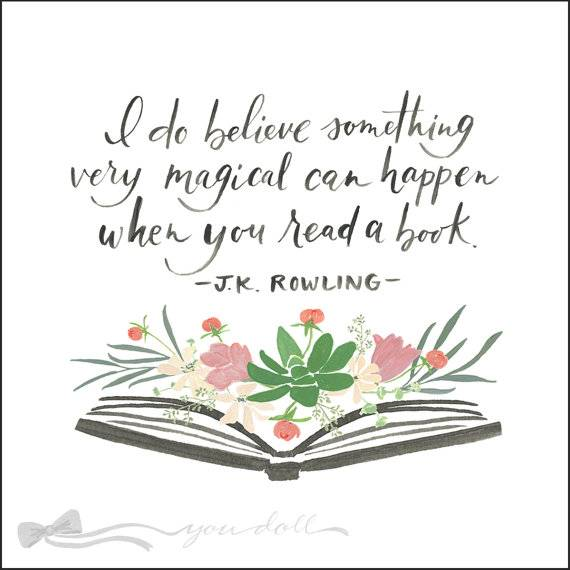 I do believe something
very magical can happen
when you read a book.
-J.K. ROWLING-
you doll